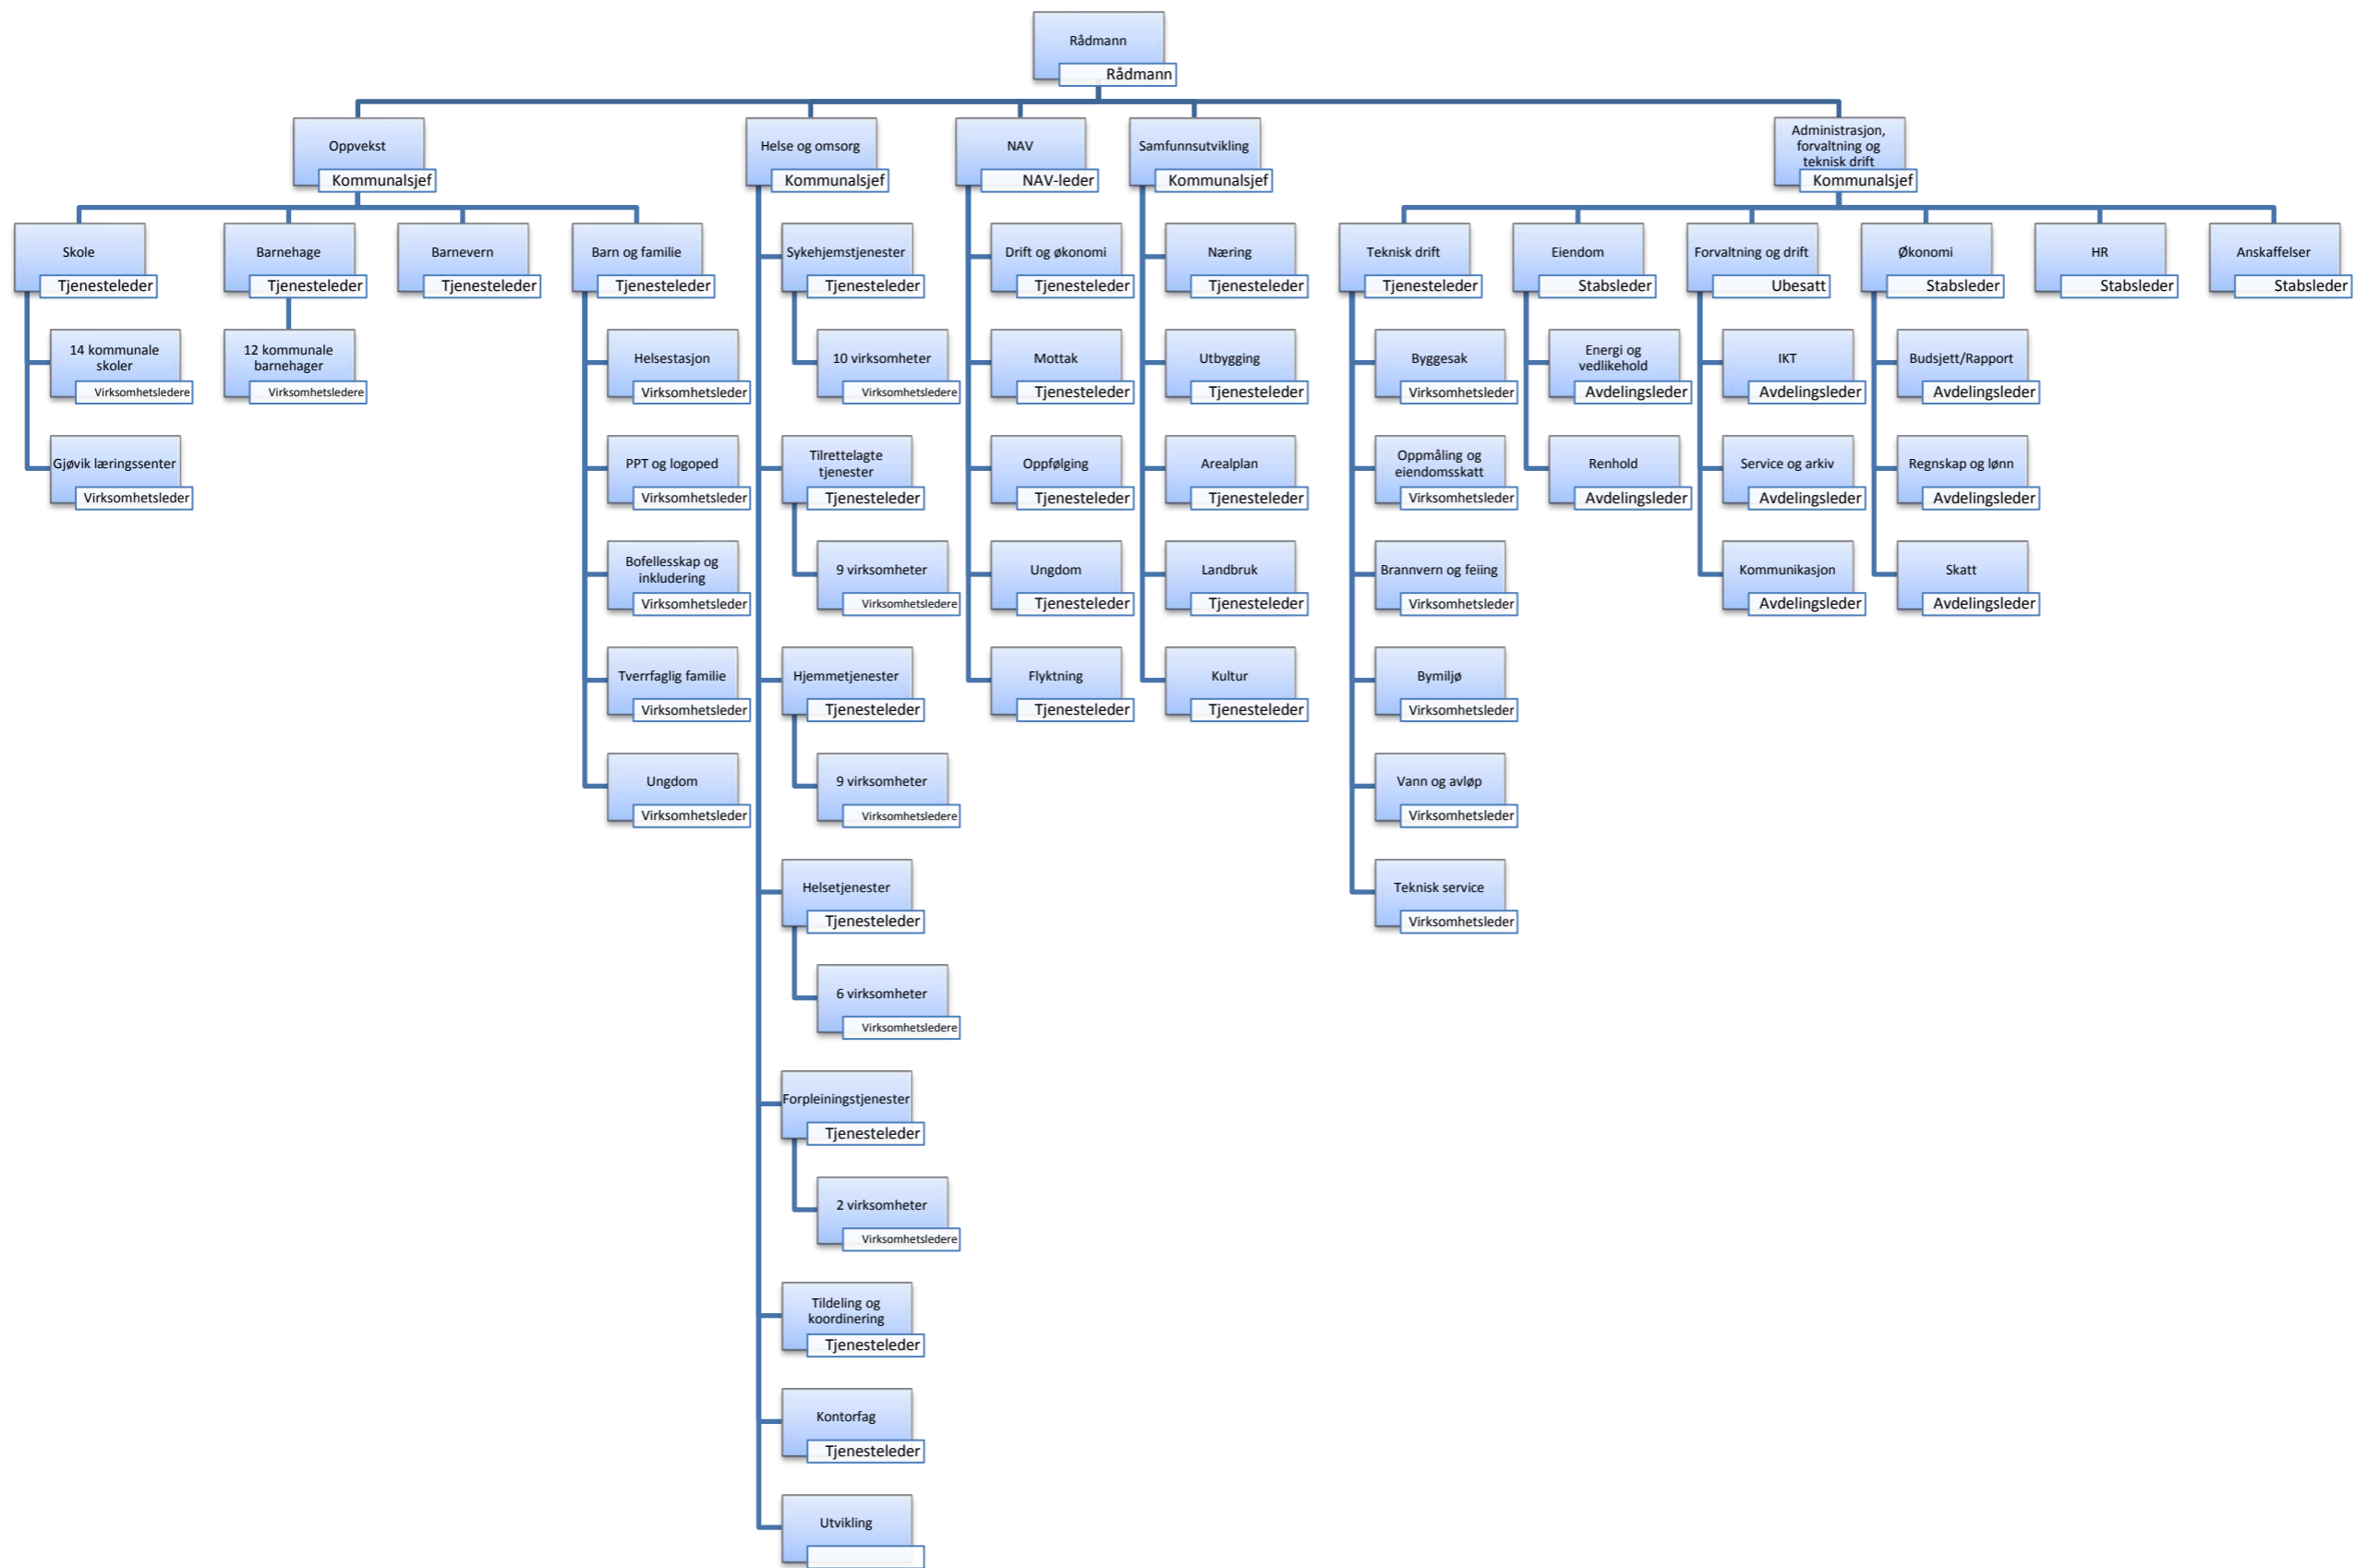 Rådmann
Rådmann
Oppvekst
Kommunalsjef
Helse og omsorg
Kommunalsjef
NAV
NAV-leder
Samfunnsutvikling
Kommunalsjef
Administrasjon,
forvaltning og
teknisk drift
Kommunalsjef
Skole
Tjenesteleder
14 kommunale
skoler
Virksomhetsledere
Gjøvik læringssenter
Virksomhetsleder
Barnehage
Tjenesteleder
12 kommunale
barnehager
Virksomhetsledere
Barnevern
Tjenesteleder
Barn og familie
Tjenesteleder
Helsestasjon
Virksomhetsleder
PPT og logoped
Virksomhetsleder
Bofellesskap og
inkludering
Virksomhetsleder
Tverrfaglig familie
Virksomhetsleder
Ungdom
Virksomhetsleder
Sykehjemstjenester
Tjenesteleder
10 virksomheter
Virksomhetsledere
Tilrettelagte
tjenester
Tjenesteleder
9 virksomheter
Virksomhetsledere
Hjemmetjenester
Tjenesteleder
9 virksomheter
Virksomhetsledere
Helsetjenester
Tjenesteleder
6 virksomheter
Virksomhetsledere
Forpleiningstjenester
Tjenesteleder
2 virksomheter
Virksomhetsledere
Tildeling og
koordinering
Tjenesteleder
Kontorfag
Tjenesteleder
Utvikling
Drift og økonomi
Tjenesteleder
Mottak
Tjenesteleder
Oppfølging
Tjenesteleder
Ungdom
Tjenesteleder
Flyktning
Tjenesteleder
Næring
Tjenesteleder
Utbygging
Tjenesteleder
Arealplan
Tjenesteleder
Landbruk
Tjenesteleder
Kultur
Tjenesteleder
Teknisk drift
Tjenesteleder
Byggesak
Virksomhetsleder
Oppmåling og
eiendomsskatt
Virksomhetsleder
Brannvern og feiing
Virksomhetsleder
Bymiljø
Virksomhetsleder
Vann og avløp
Virksomhetsleder
Teknisk service
Virksomhetsleder
Eiendom
Stabsleder
Energi og
vedlikehold
Avdelingsleder
Renhold
Avdelingsleder
Forvaltning og drift
Ubesatt
IKT
Avdelingsleder
Service og arkiv
Avdelingsleder
Kommunikasjon
Avdelingsleder
Økonomi
Stabsleder
Budsjett/Rapport
Avdelingsleder
Regnskap og lønn
Avdelingsleder
Skatt
Avdelingsleder
HR
Stabsleder
Anskaffelser
Stabsleder